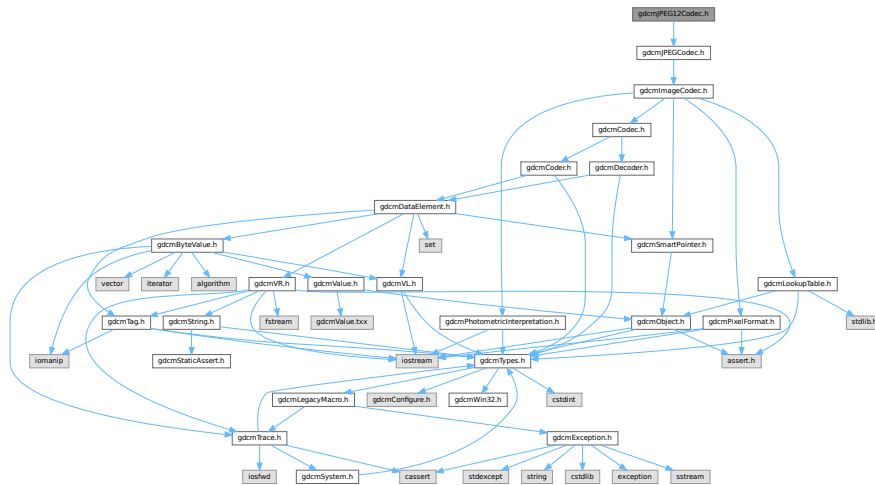 gdcmJPEG12Codec.h
gdcmJPEGCodec.h
gdcmImageCodec.h
gdcmCodec.h
gdcmCoder.h
gdcmDecoder.h
gdcmDataElement.h
gdcmByteValue.h
set
gdcmSmartPointer.h
vector
iterator
algorithm
gdcmVR.h
gdcmValue.h
gdcmVL.h
gdcmLookupTable.h
gdcmTag.h
gdcmString.h
fstream
gdcmValue.txx
gdcmPhotometricInterpretation.h
gdcmObject.h
gdcmPixelFormat.h
stdlib.h
iomanip
gdcmStaticAssert.h
iostream
gdcmTypes.h
assert.h
gdcmLegacyMacro.h
gdcmConfigure.h
gdcmWin32.h
cstdint
gdcmTrace.h
gdcmException.h
iosfwd
gdcmSystem.h
cassert
stdexcept
string
cstdlib
exception
sstream